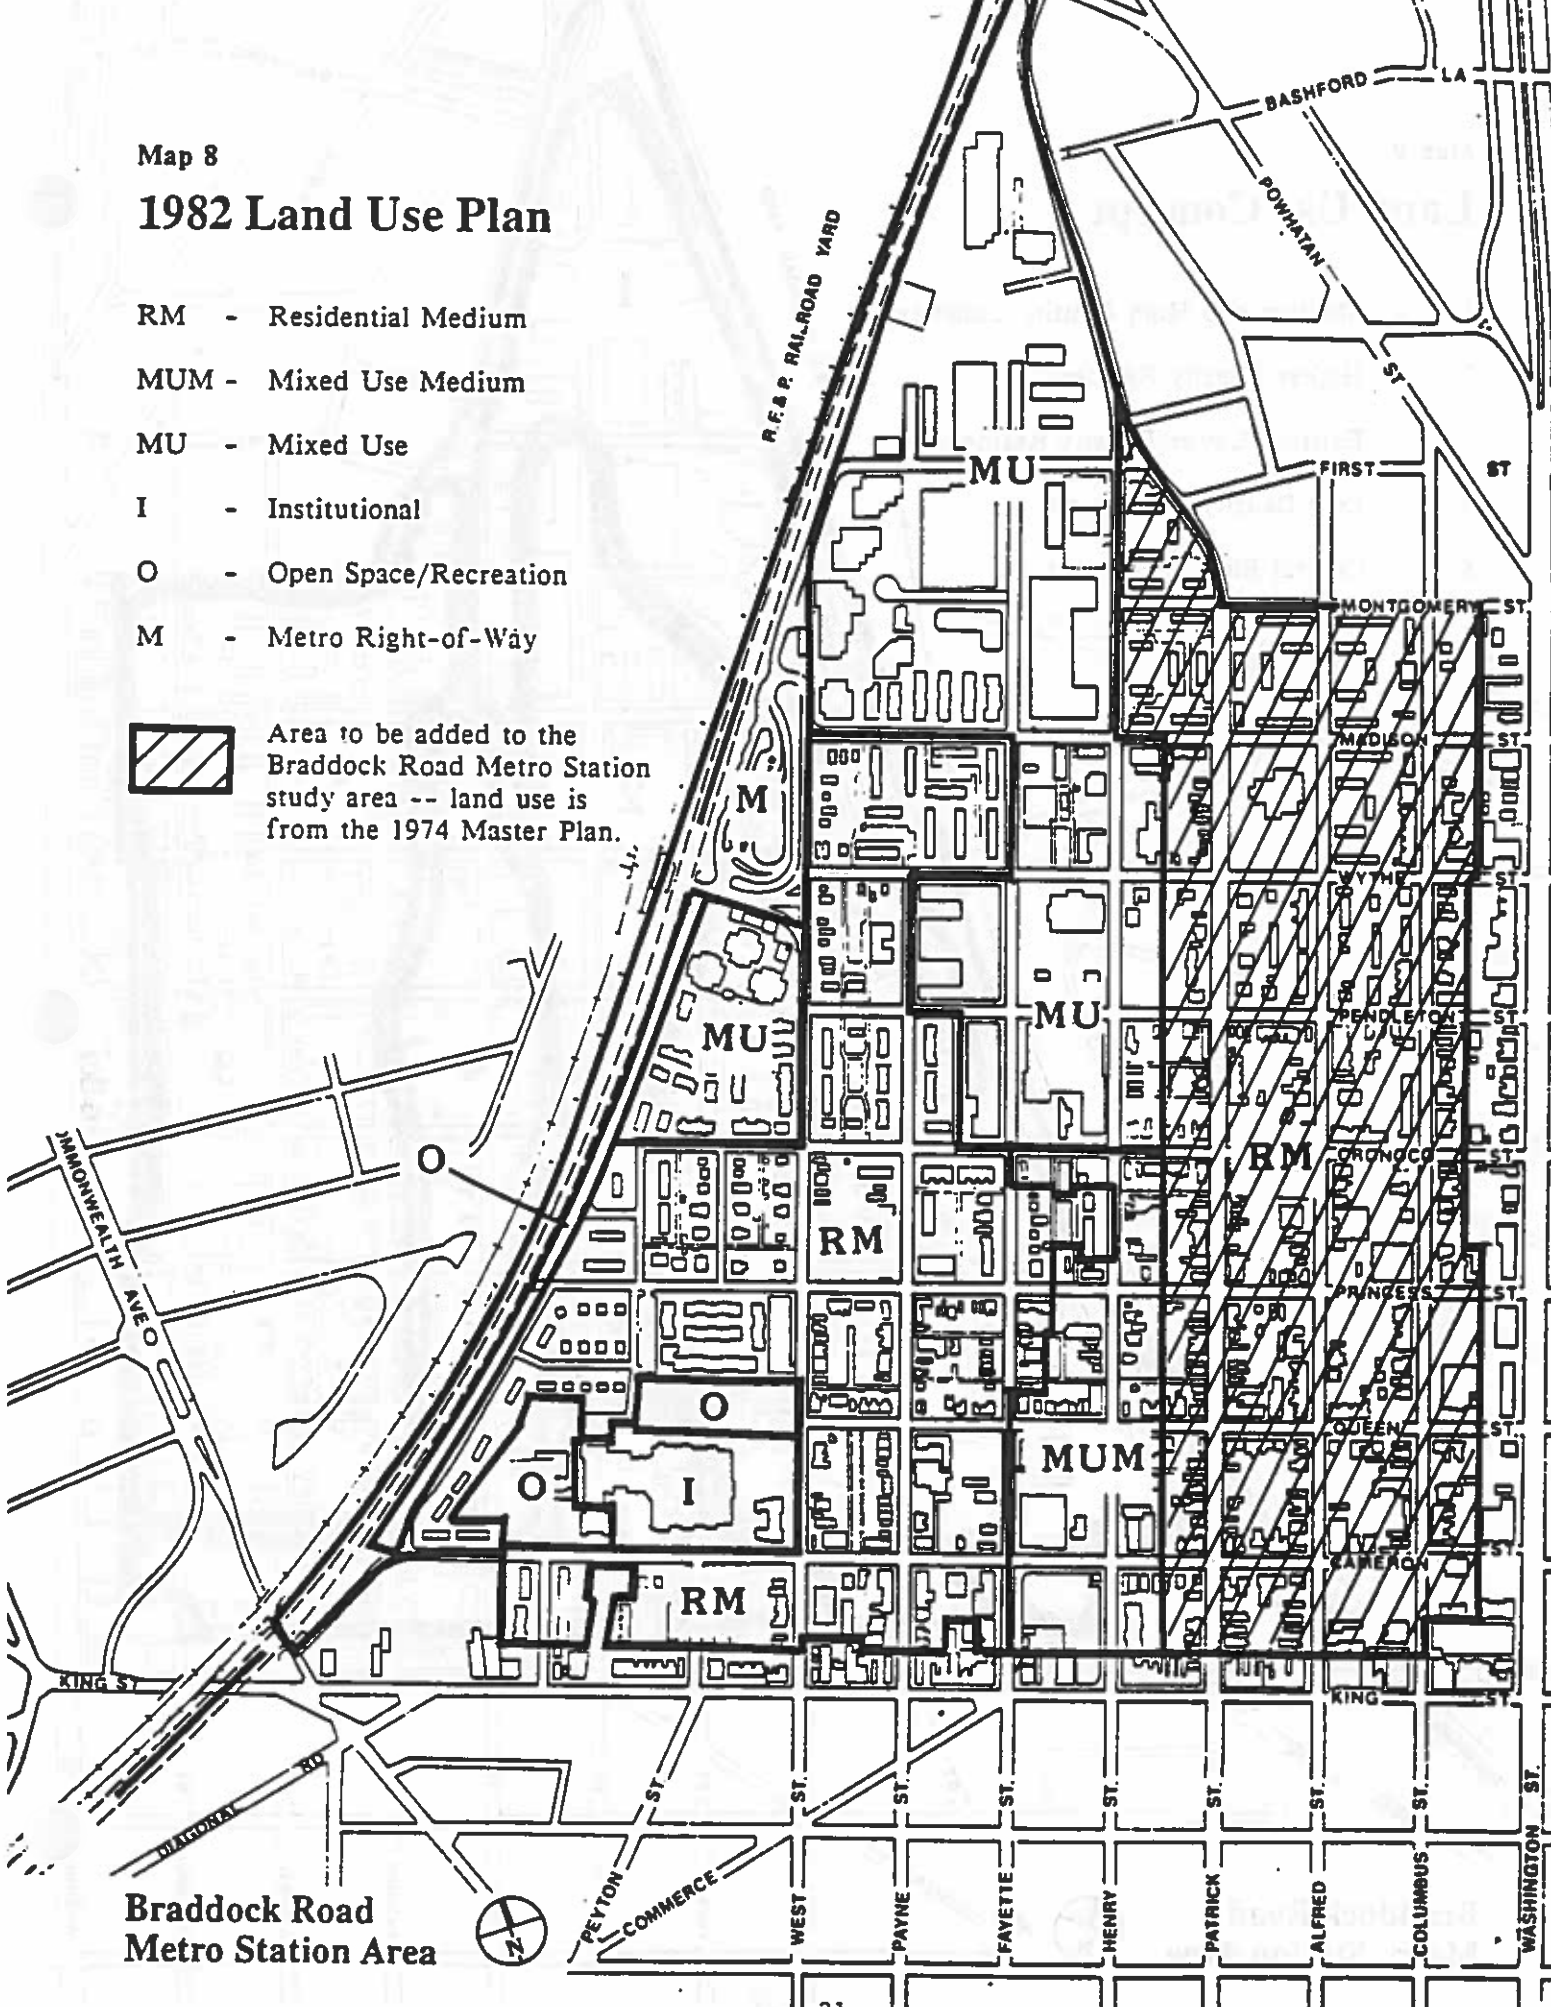 Map 8
1982 Land Use Plan
RM - Residential Medium
MUM - Mixed Use Medium
MU - Mixed Use
I - Institutional
O - Open Space/Recreation
M - Metro Right-of-Way
Area to be added to the
Braddock Road Metro Station
study area -- land use is
from the 1974 Master Plan.
R.F.& P. RAILROAD YARD
BASHFORD LA
POWHATAN ST
FIRST ST
MU
MONTGOMERY ST.
MADISON ST
M
WYTHE ST
MU
MU
PENDLETON ST
RM
ORONOCO ST.
O
RM
PRINCESS ST.
OMMONWEALTH AVE
O
O
QUEEN ST.
O
I
MUM
CAMERON ST
RM
KING ST
KING ST.
DIAGONAL RD
PEYTON ST
COMMERCE
WEST ST.
PAYNE ST.
FAYETTE ST.
HENRY ST.
PATRICK ST.
ALFRED ST.
COLUMBUS ST.
WASHINGTON ST.
Braddock Road
Metro Station Area
N